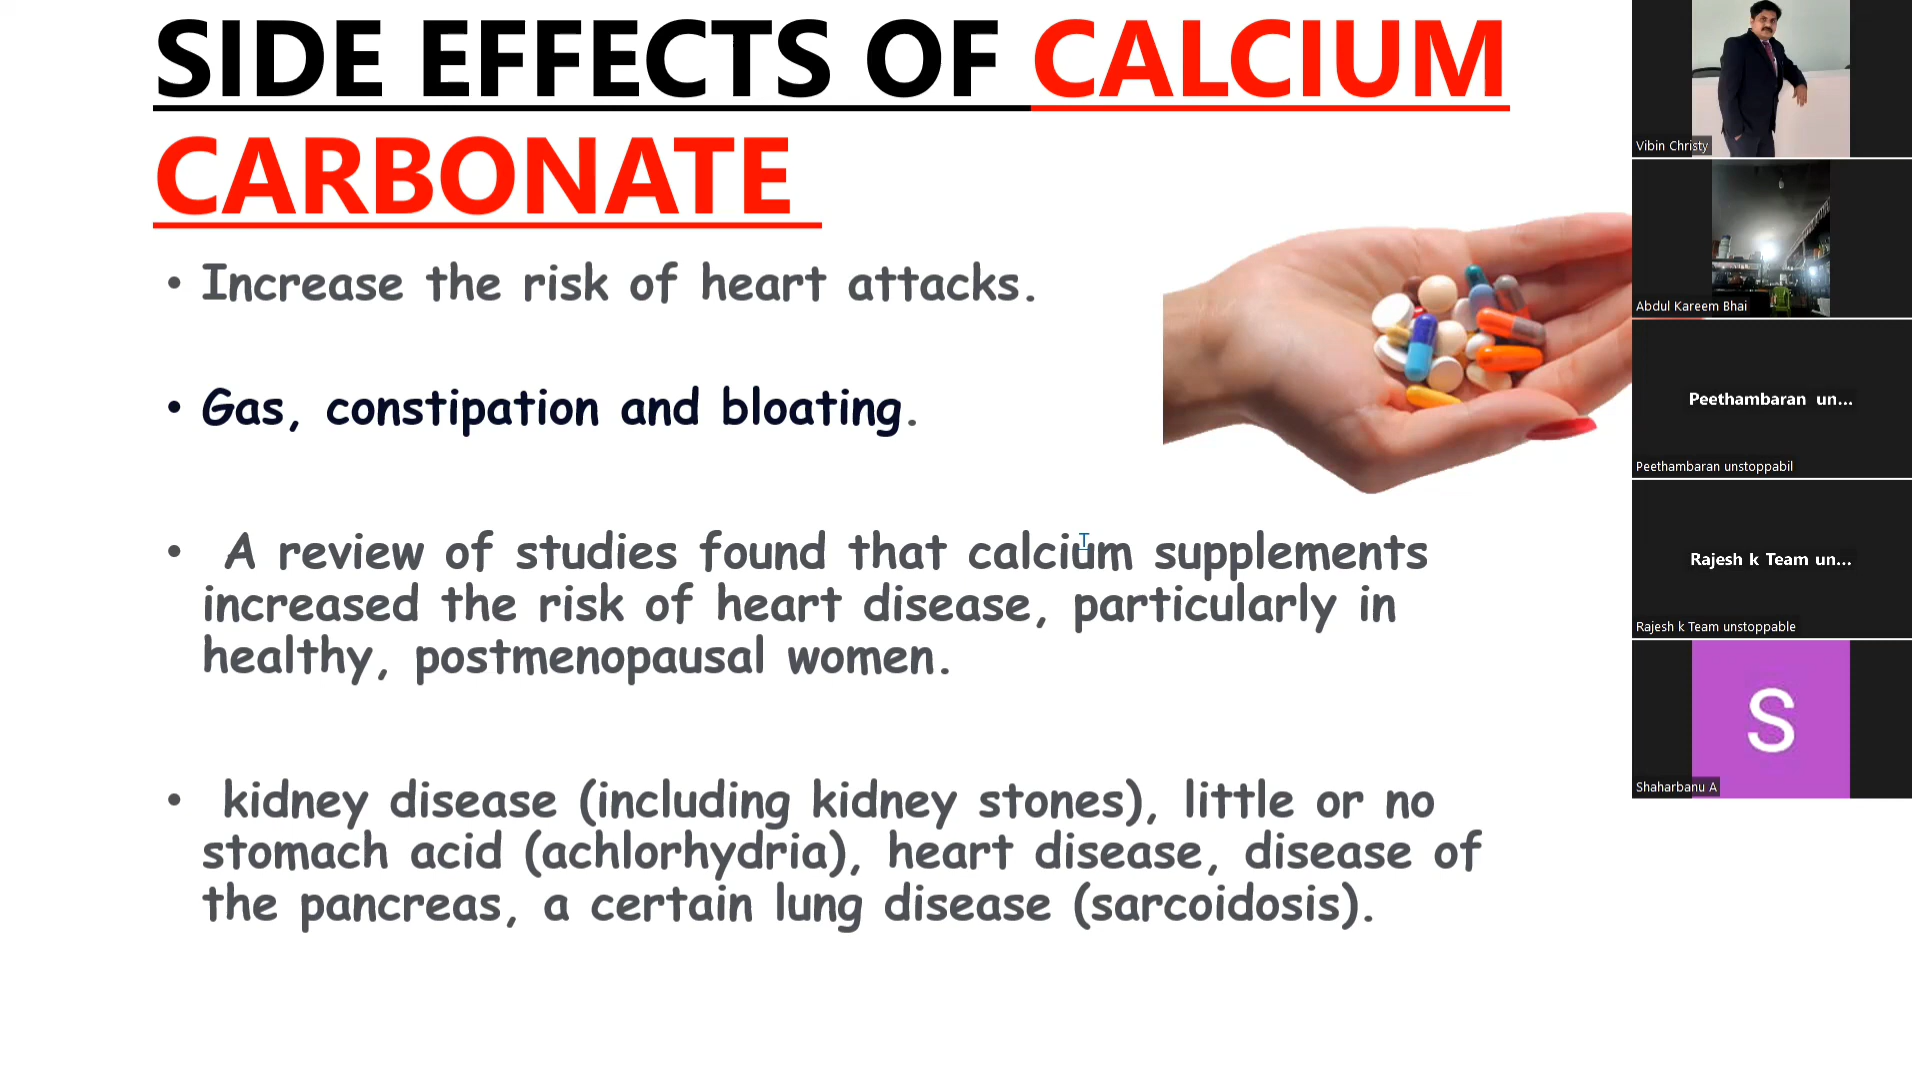 SIDE EFFECTS OF CALCIUM
CARBONATE
• Increase the risk of heart attacks.
• Gas, constipation and bloating.
• A review of studies found that calcium supplements
increased the risk of heart disease, particularly in
healthy, postmenopausal women.
• kidney disease (including kidney stones), little or no
stomach acid (achlorhydria), heart disease, disease of
the pancreas, a certain lung disease (sarcoidosis).
Vibin Christy
Abdul Kareem Bhai
Peethambaran un...
Peethambaran unstoppabil
Rajesh k Team un...
Rajesh k Team unstoppable
S
Shaharbanu A